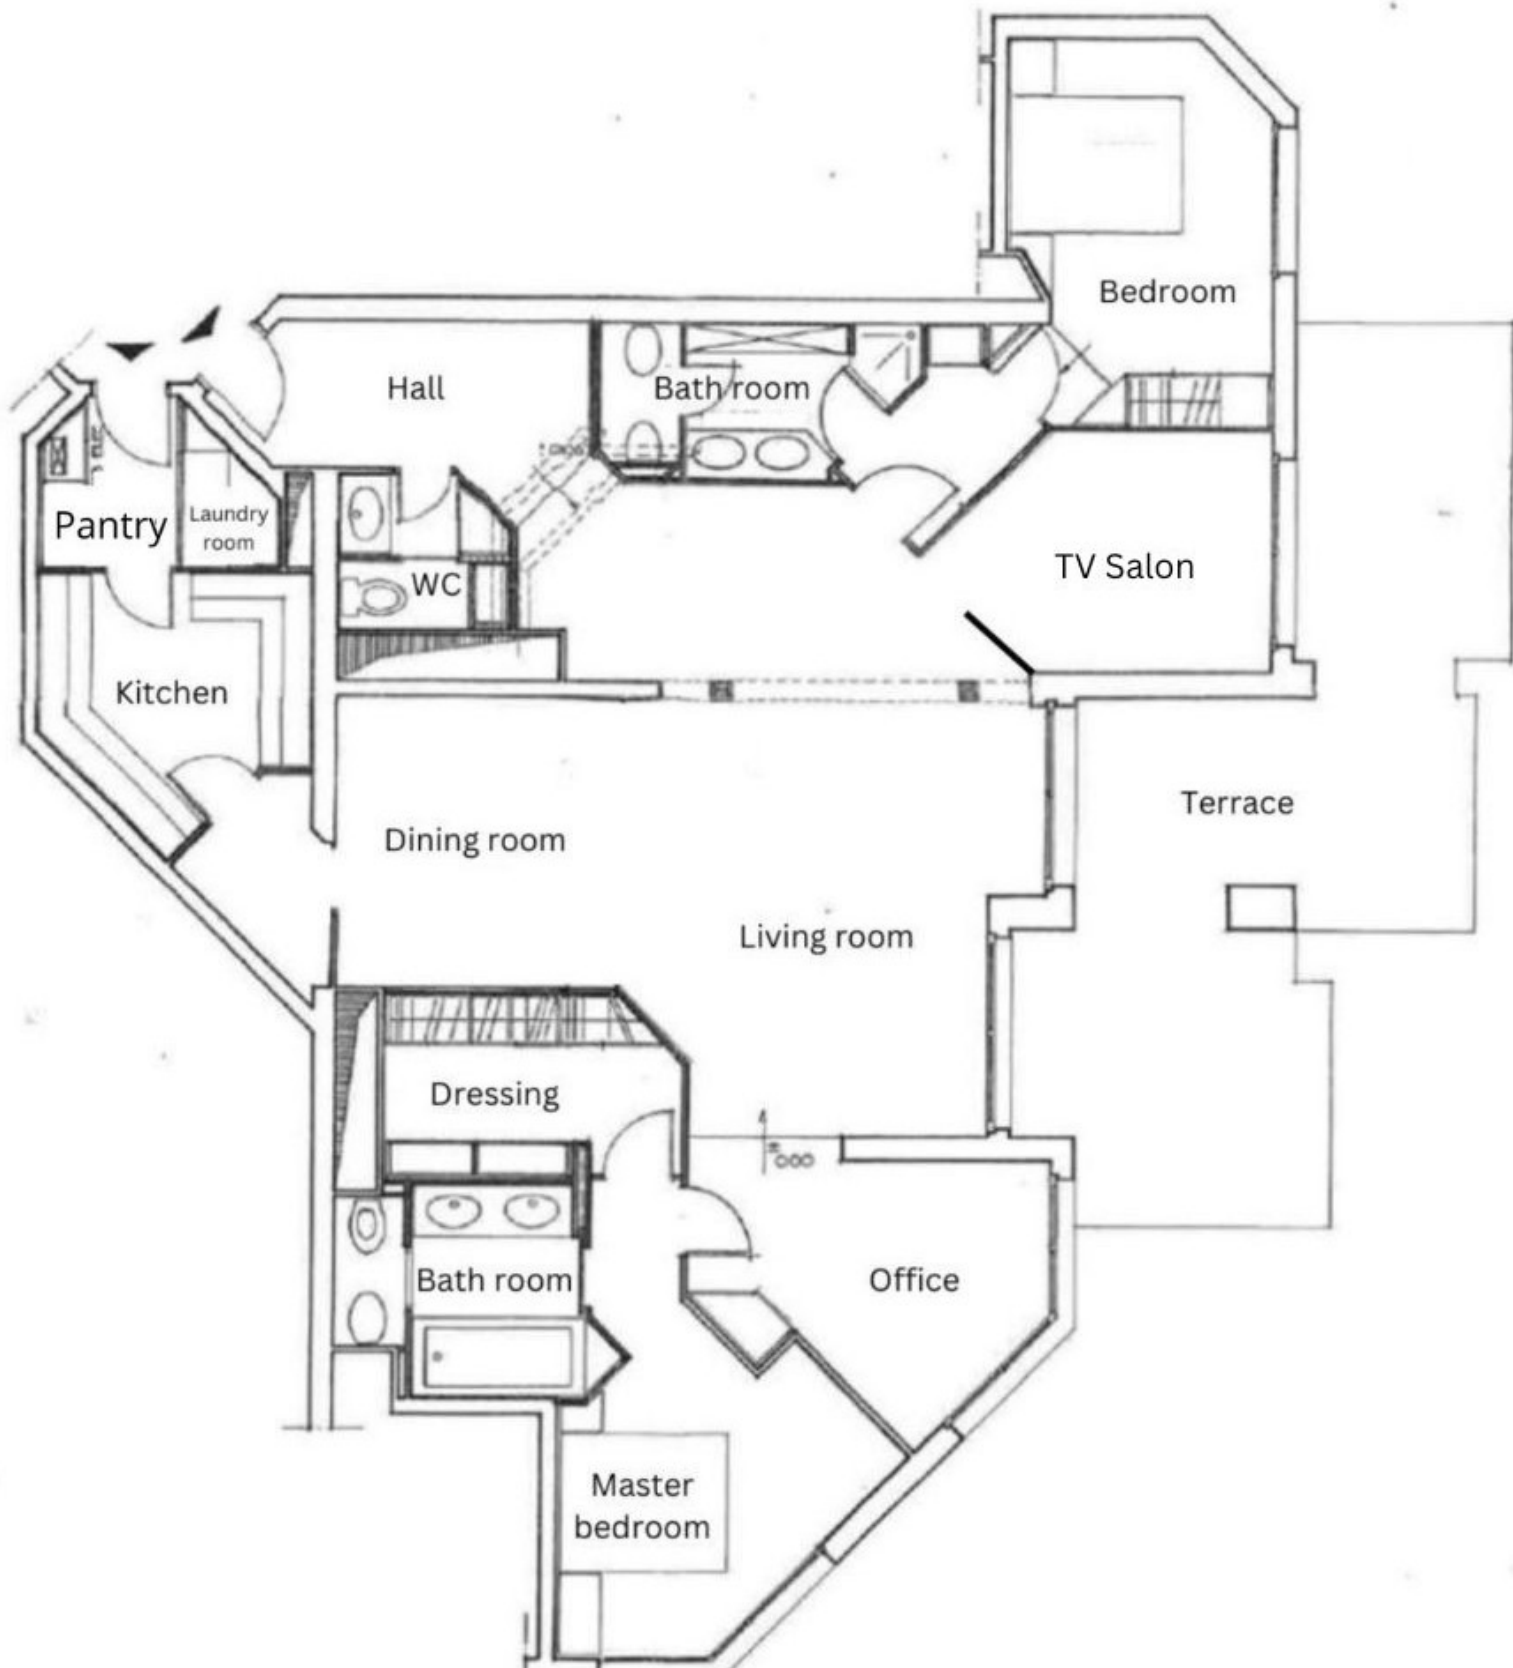 Bedroom
Hall
Bath room
Pantry
Laundry
room
TV Salon
WC
Kitchen
Terrace
Dining room
Living room
Dressing
Bath room
Office
Master
bedroom